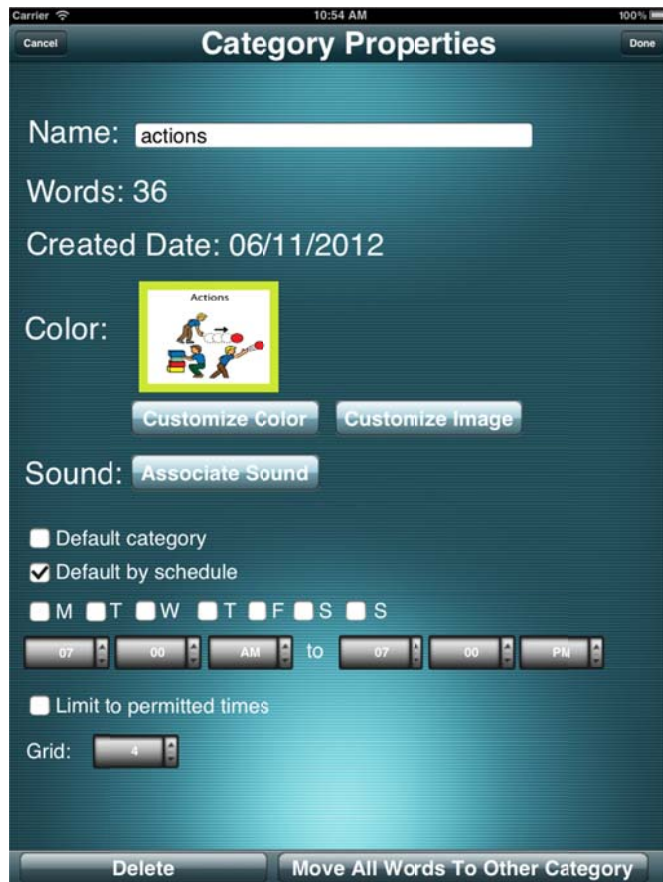 Carrier 10:54 AM 100%
Cancel Category Properties Done
Name: actions
Words: 36
Created Date: 06/11/2012
Actions
Color:
Customize Color Customize Image
Sound: Associate Sound
Default category
Default by schedule
M T W T F S S
07 00 AM to 07 00 PM
Limit to permitted times
Grid: 4
Delete Move All Words To Other Category